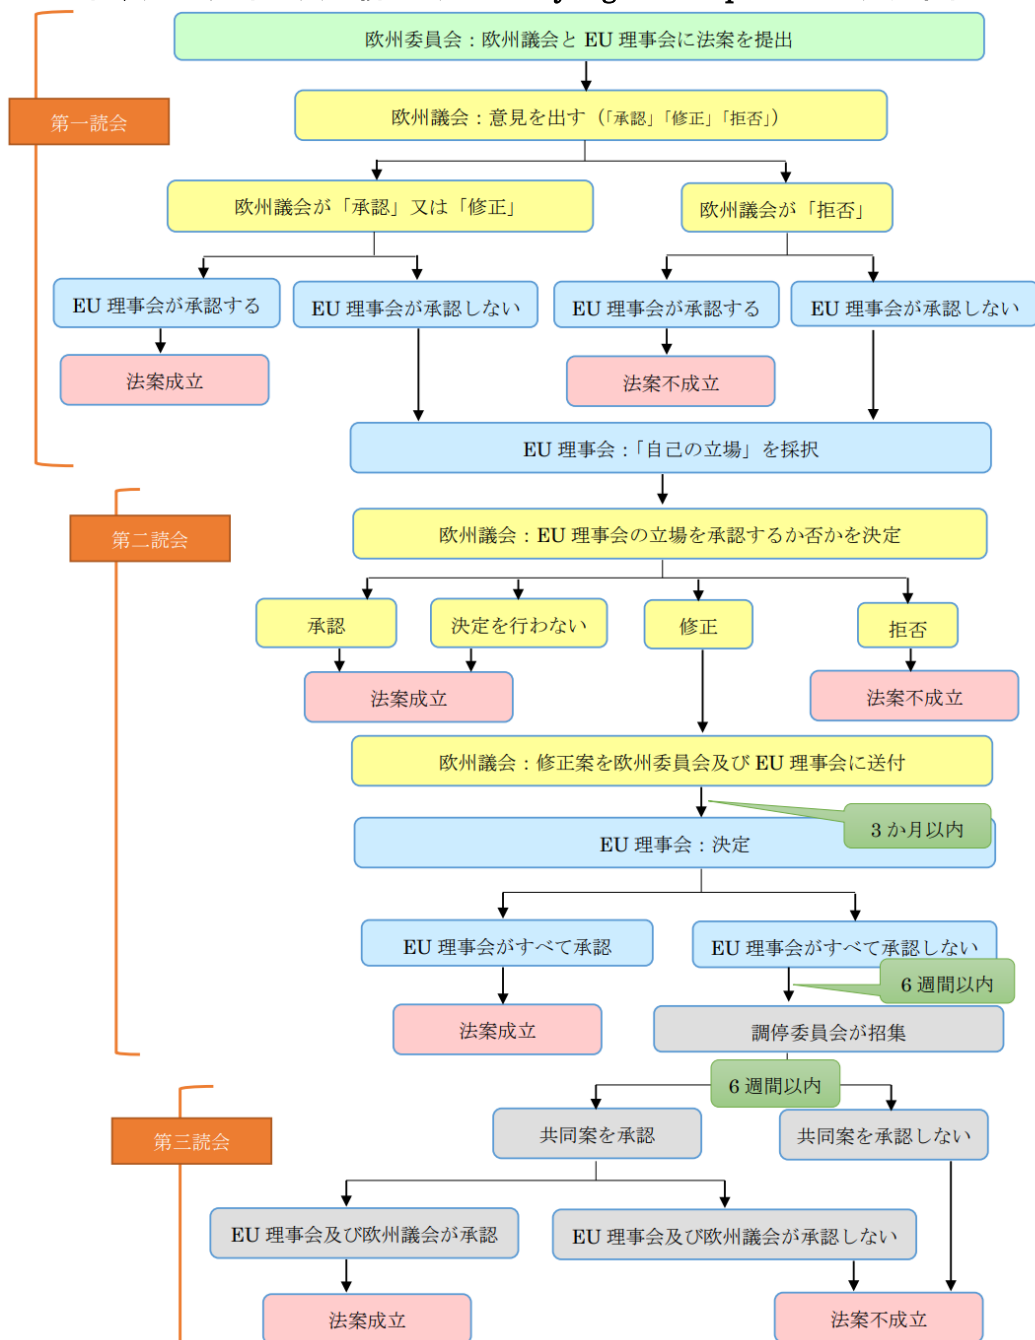 欧州委員会：欧州議会と EU 理事会に法案を提出
第一読会
欧州議会：意見を出す（「承認」「修正」「拒否」）
欧州議会が「承認」又は「修正」
欧州議会が「拒否」
EU 理事会が承認する
EU 理事会が承認しない
EU 理事会が承認する
EU 理事会が承認しない
法案成立
法案不成立
EU 理事会：「自己の立場」を採択
第二読会
欧州議会：EU 理事会の立場を承認するか否かを決定
承認
決定を行わない
修正
拒否
法案成立
法案不成立
欧州議会：修正案を欧州委員会及び EU 理事会に送付
3 か月以内
EU 理事会：決定
EU 理事会がすべて承認
EU 理事会がすべて承認しない
6 週間以内
法案成立
調停委員会が招集
6 週間以内
第三読会
共同案を承認
共同案を承認しない
EU 理事会及び欧州議会が承認
EU 理事会及び欧州議会が承認しない
法案成立
法案不成立